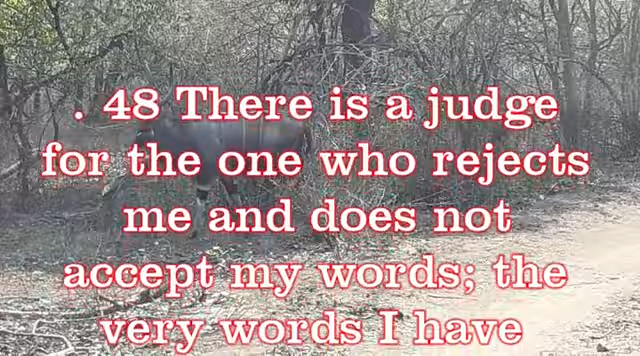 . 48 There is a judge
for the one who rejects
me and does not
accept my words; the
very words I have